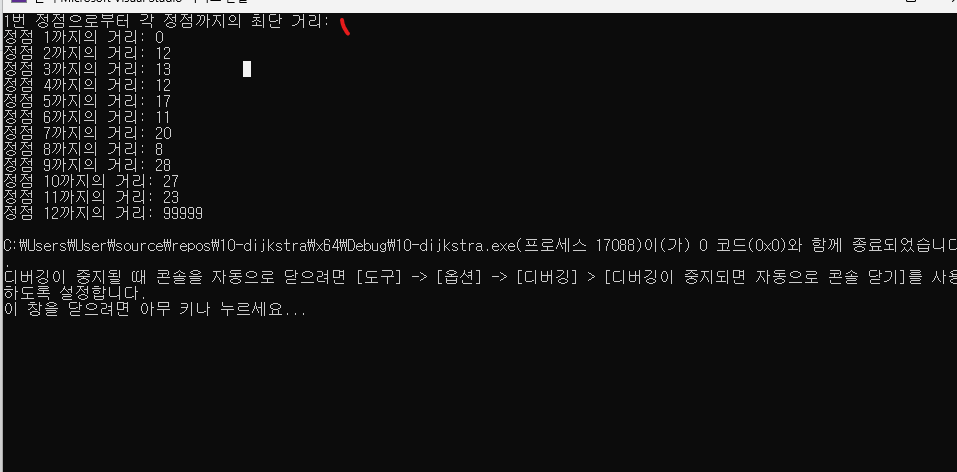 1번 정점으로부터 각 정점까지의 최단 거리:
정점 1까지의 거리: 0
정점 2까지의 거리: 12
정점 3까지의 거리: 13
정점 4까지의 거리: 12
정점 5까지의 거리: 17
정점 6까지의 거리: 11
정점 7까지의 거리: 20
정점 8까지의 거리: 8
정점 9까지의 거리: 28
정점 10까지의 거리: 27
정점 11까지의 거리: 23
정점 12까지의 거리: 99999
C:\Users\User\source\repos\10-dijkstra\x64\Debug\10-dijkstra.exe(프로세스 17088)이(가) 0 코드(0x0)와 함께 종료되었습니다
.
디버깅이 중지될 때 콘솔을 자동으로 닫으려면 [도구] -> [옵션] -> [디버깅] > [디버깅이 중지되면 자동으로 콘솔 닫기]를 사용
하도록 설정합니다.
이 창을 닫으려면 아무 키나 누르세요...